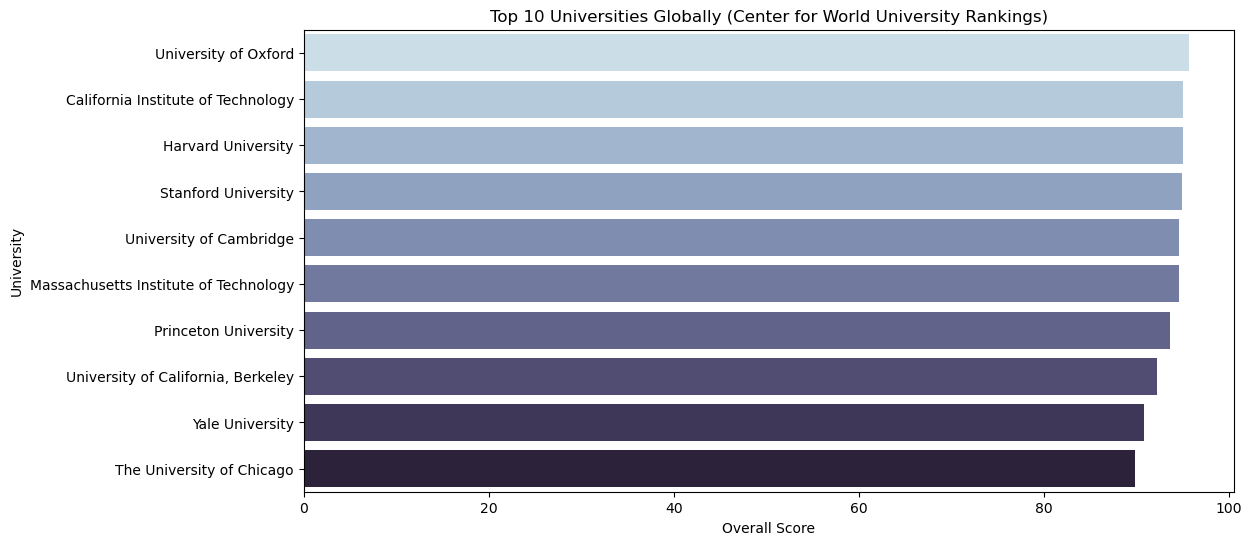 Top 10 Universities Globally (Center for World University Rankings)
University
University of Oxford
California Institute of Technology
Harvard University
Stanford University
University of Cambridge
Massachusetts Institute of Technology
Princeton University
University of California, Berkeley
Yale University
The University of Chicago
0 20 40 60 80 100
Overall Score